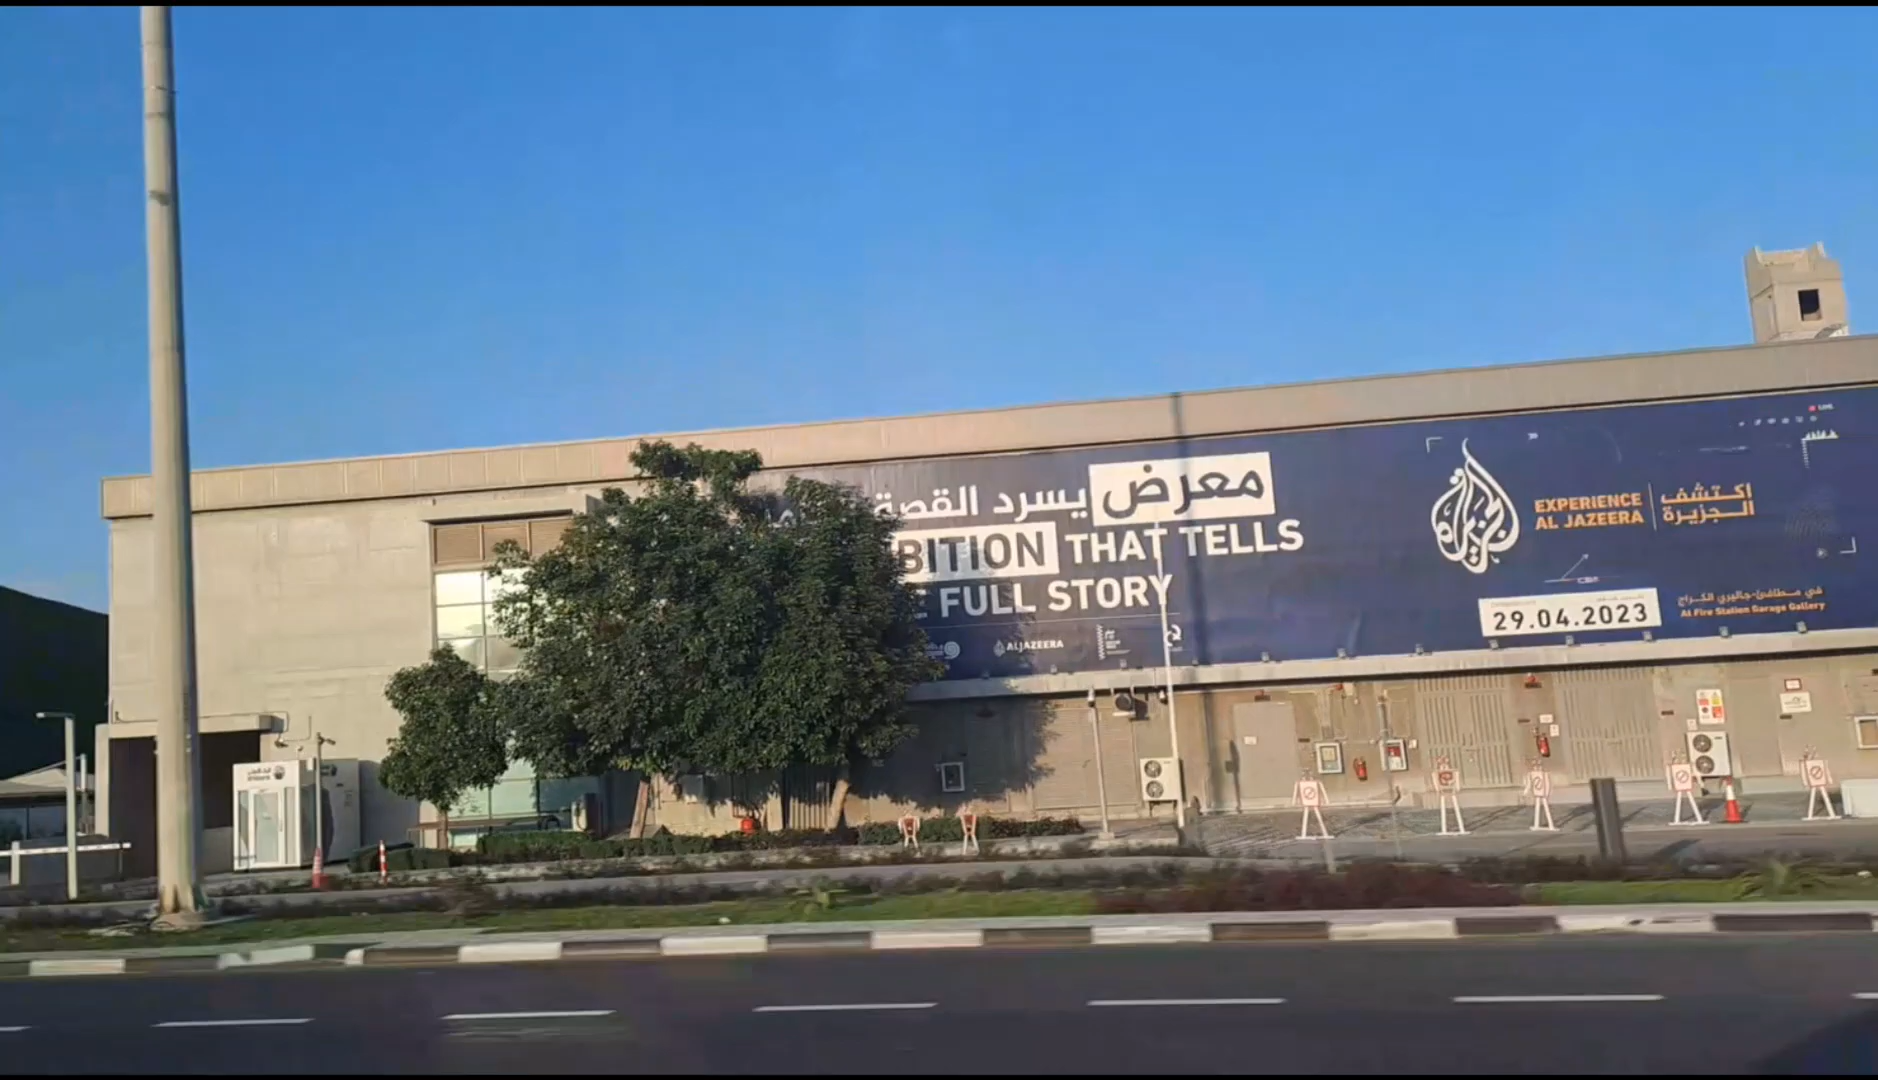 معرض يسرد القصة
BITION THAT TELLS
FULL STORY
ALJAZEERA
EXPERIENCE
AL JAZEERA
اكتشف
الجزيرة
29.04.2023
في مطافئ-جاليري الكراج
At Fire Station Garage Gallery
LIVE